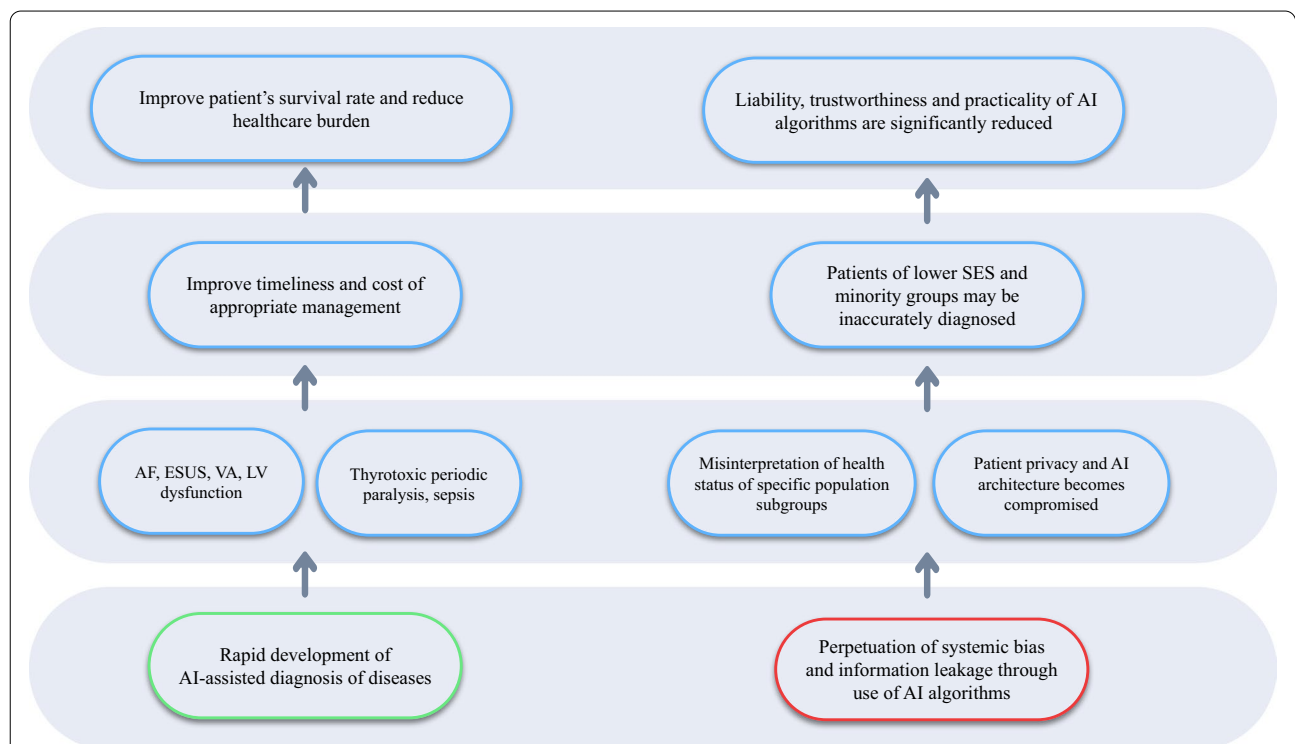 Improve patient's survival rate and reduce
healthcare burden
Liability, trustworthiness and practicality of AI
algorithms are significantly reduced
Improve timeliness and cost of
appropriate management
Patients of lower SES and
minority groups may be
inaccurately diagnosed
AF, ESUS, VA, LV
dysfunction
Thyrotoxic periodic
paralysis, sepsis
Misinterpretation of health
status of specific population
subgroups
Patient privacy and AI
architecture becomes
compromised
Rapid development of
AI-assisted diagnosis of diseases
Perpetuation of systemic bias
and information leakage through
use of AI algorithms